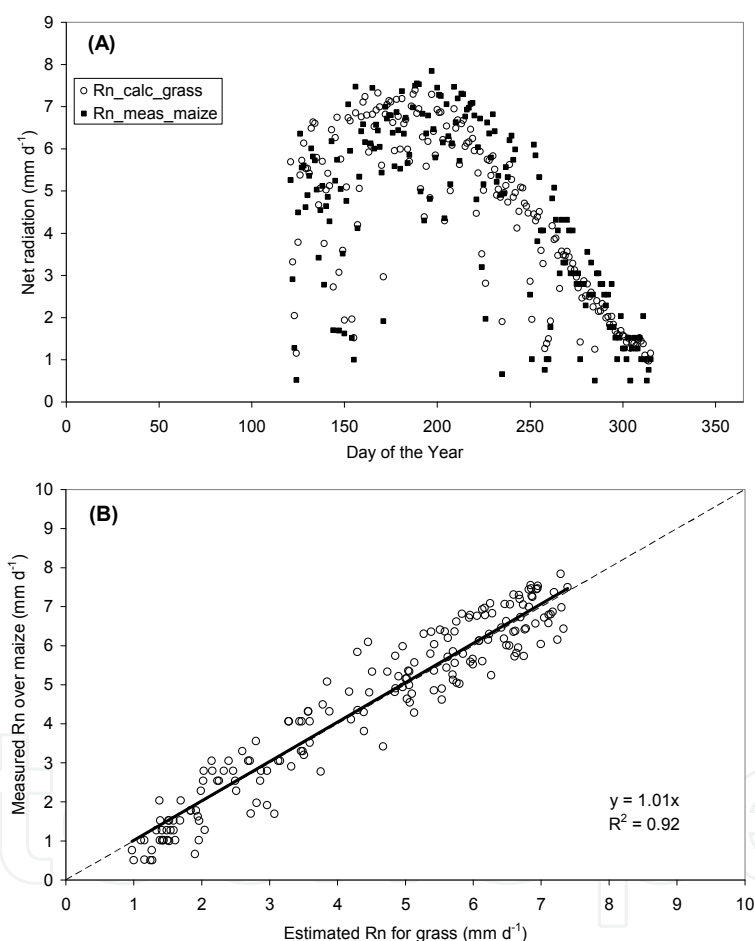 (A)
Rn_calc_grass
Rn_meas_maize
Net radiation (mm d⁻¹)
9
8
7
6
5
4
3
2
1
0
0 50 100 150 200 250 300 350
Day of the Year
(B)
Measured Rn over maize (mm d⁻¹)
10
9
8
7
6
5
4
3
2
1
0
y = 1.01x
R² = 0.92
0 1 2 3 4 5 6 7 8 9 10
Estimated Rn for grass (mm d⁻¹)